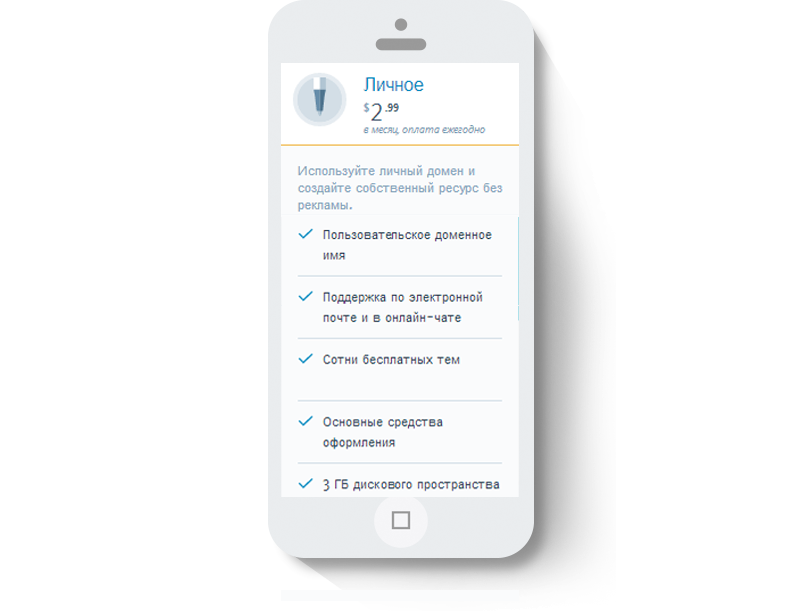 Личное
$2.99
в месяц, оплата ежегодно
Используйте личный домен и
создайте собственный ресурс без
рекламы.
Пользовательское доменное
имя
Поддержка по электронной
почте и в онлайн-чате
Сотни бесплатных тем
Основные средства
оформления
3 ГБ дискового пространства